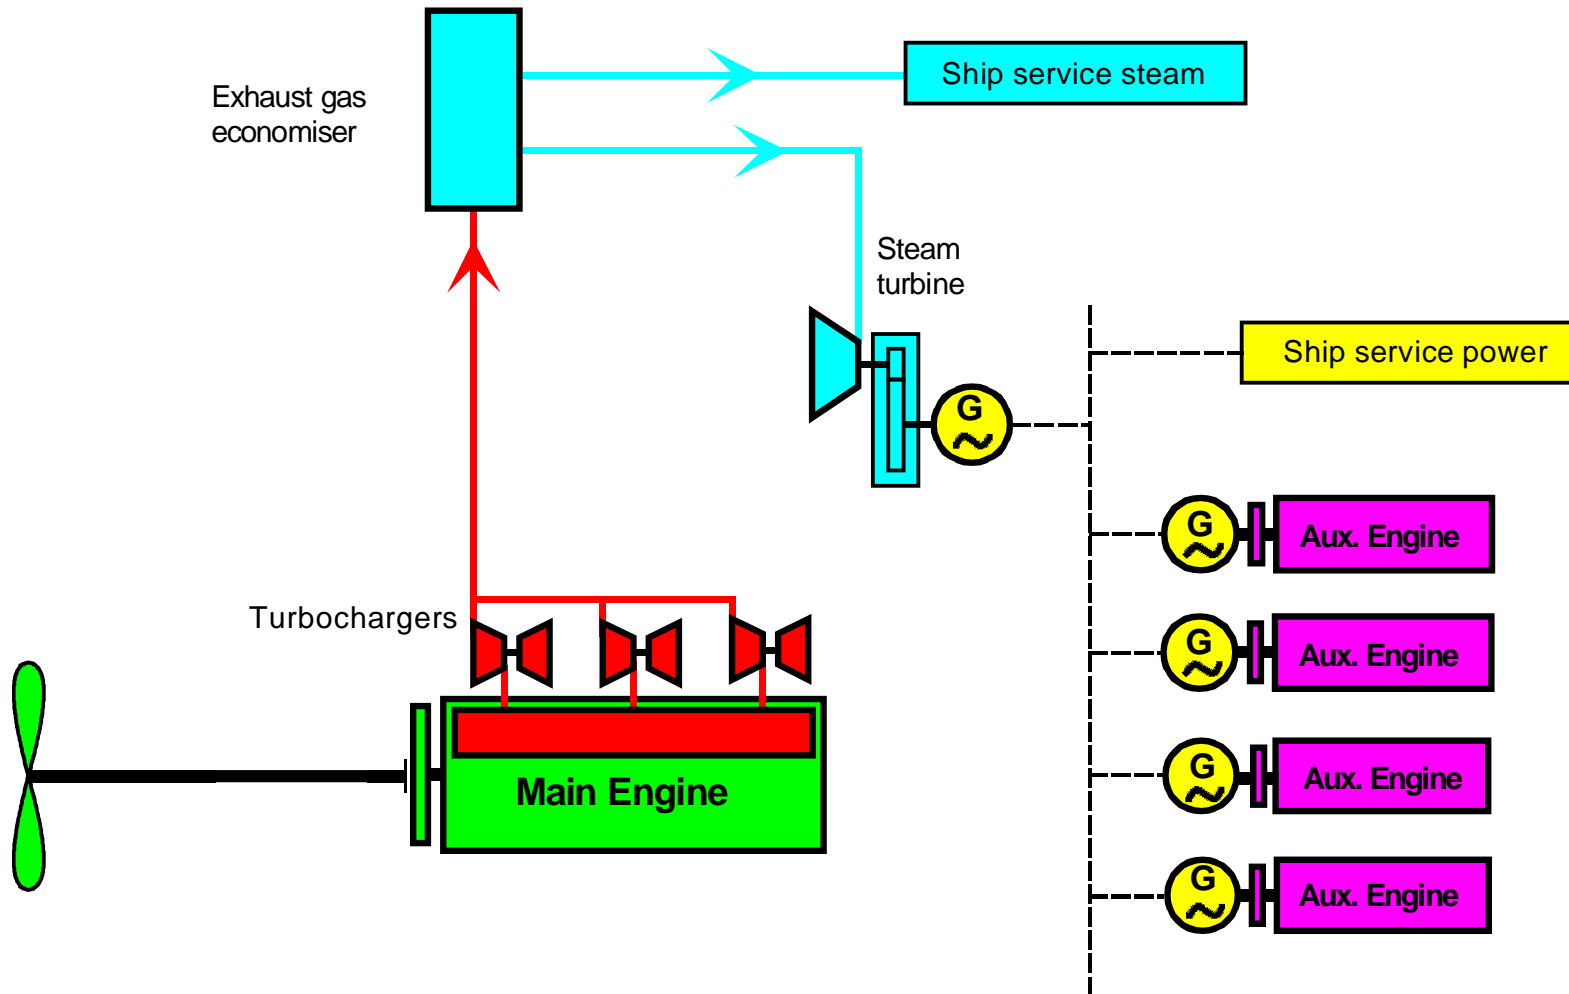 Ship service steam
Exhaust gas
economiser
Steam
turbine
Ship service power
G
G
Aux. Engine
Turbochargers
G
Aux. Engine
Main Engine
G
Aux. Engine
G
Aux. Engine